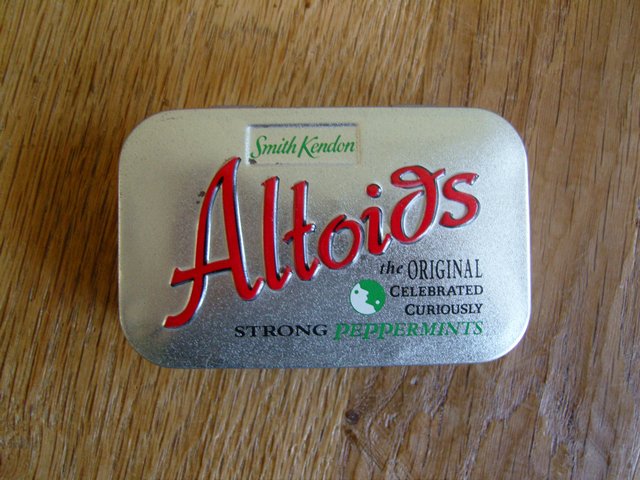 Smith Kendon
Altoids
the ORIGINAL
CELEBRATED
CURIOUSLY
STRONG PEPPERMINTS